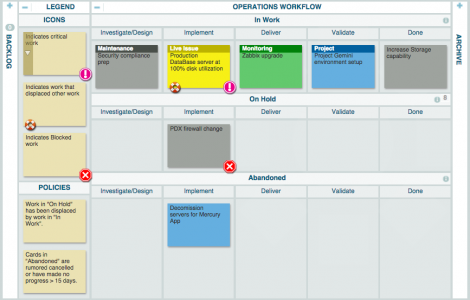 LEGEND
OPERATIONS WORKFLOW
BACKLOG
ICONS
Indicates critical
work
Indicates work
that displaced other work
Indicates Blocked
work
POLICIES
Work in "On Hold"
has been displaced
by work in "In
Work".
Cards in
"Abandoned" are
rumored cancelled
or have made no
progress > 15 days.
In Work
Investigate/Design
Implement
Deliver
Validate
Done
Maintenance
Security compliance
prep
Live Issue
Production
DataBase server at
100% disk utilization
Monitoring
Zabbix upgrade
Project
Project Gemini
environment setup
Increase Storage
capability
On Hold
8
Investigate/Design
Implement
Deliver
Validate
Done
PDX firewall change
Abandoned
Investigate/Design
Implement
Deliver
Validate
Done
Decomission
servers for Mercury
App
ARCHIVE